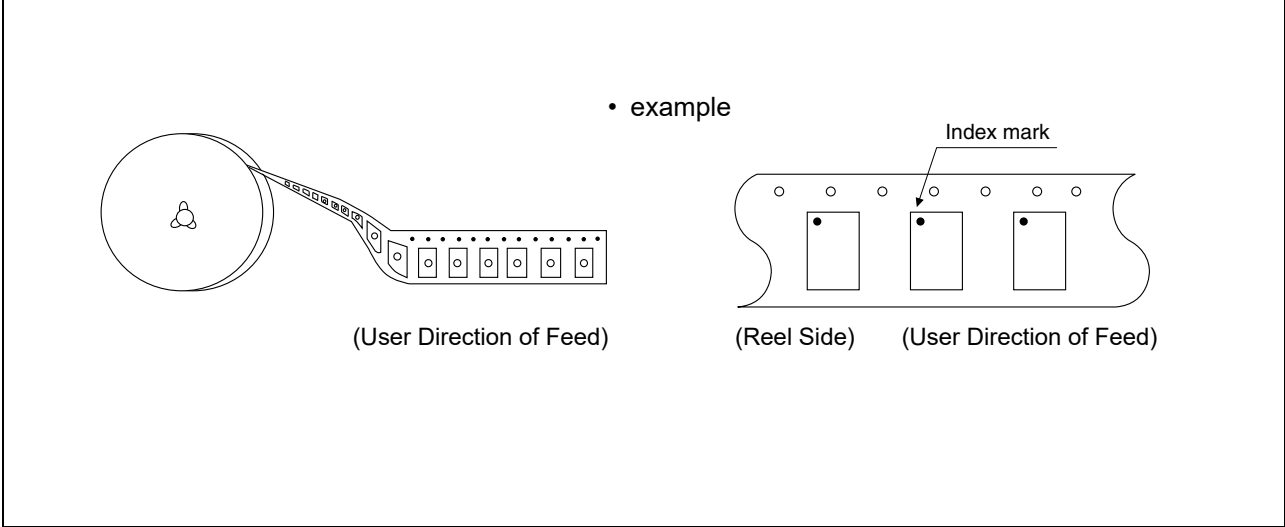 • example
Index mark
(User Direction of Feed)
(Reel Side)
(User Direction of Feed)